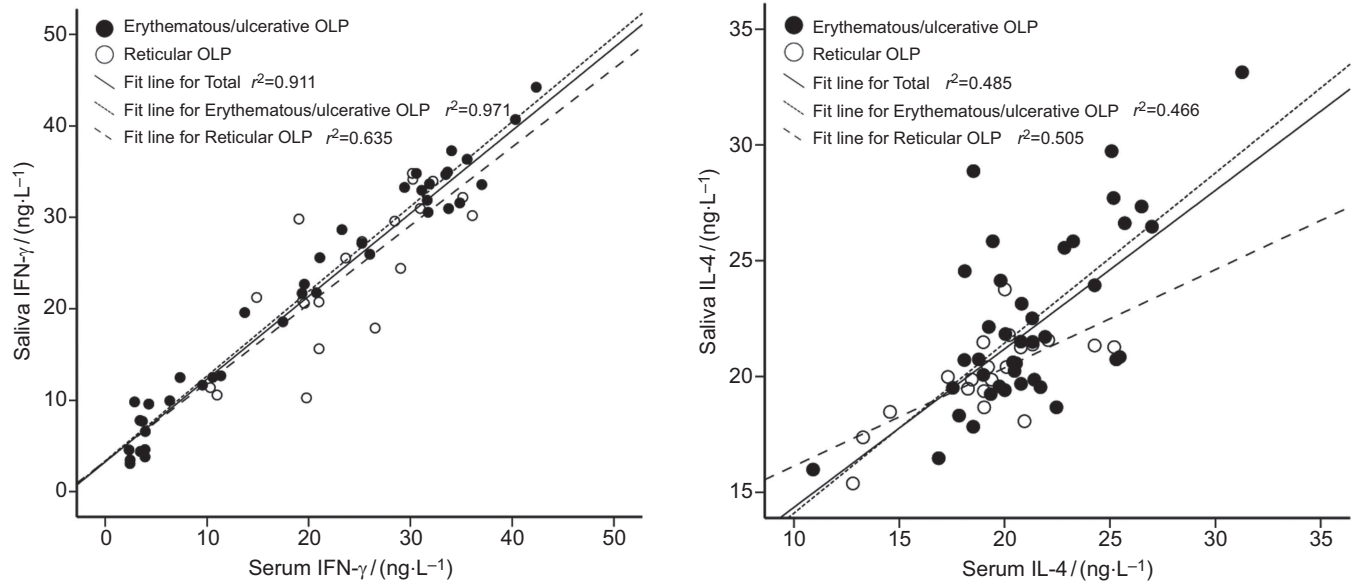 Erythematous/ulcerative OLP
Reticular OLP
Fit line for Total r²=0.911
Fit line for Erythematous/ulcerative OLP r²=0.971
Fit line for Reticular OLP r²=0.635
50
40
30
20
10
0
Saliva IFN-γ/(ng·L⁻¹)
0 10 20 30 40 50
Serum IFN-γ/(ng·L⁻¹)
Erythematous/ulcerative OLP
Reticular OLP
Fit line for Total r²=0.485
Fit line for Erythematous/ulcerative OLP r²=0.466
Fit line for Reticular OLP r²=0.505
35
30
25
20
15
Saliva IL-4/(ng·L⁻¹)
10 15 20 25 30 35
Serum IL-4/(ng·L⁻¹)